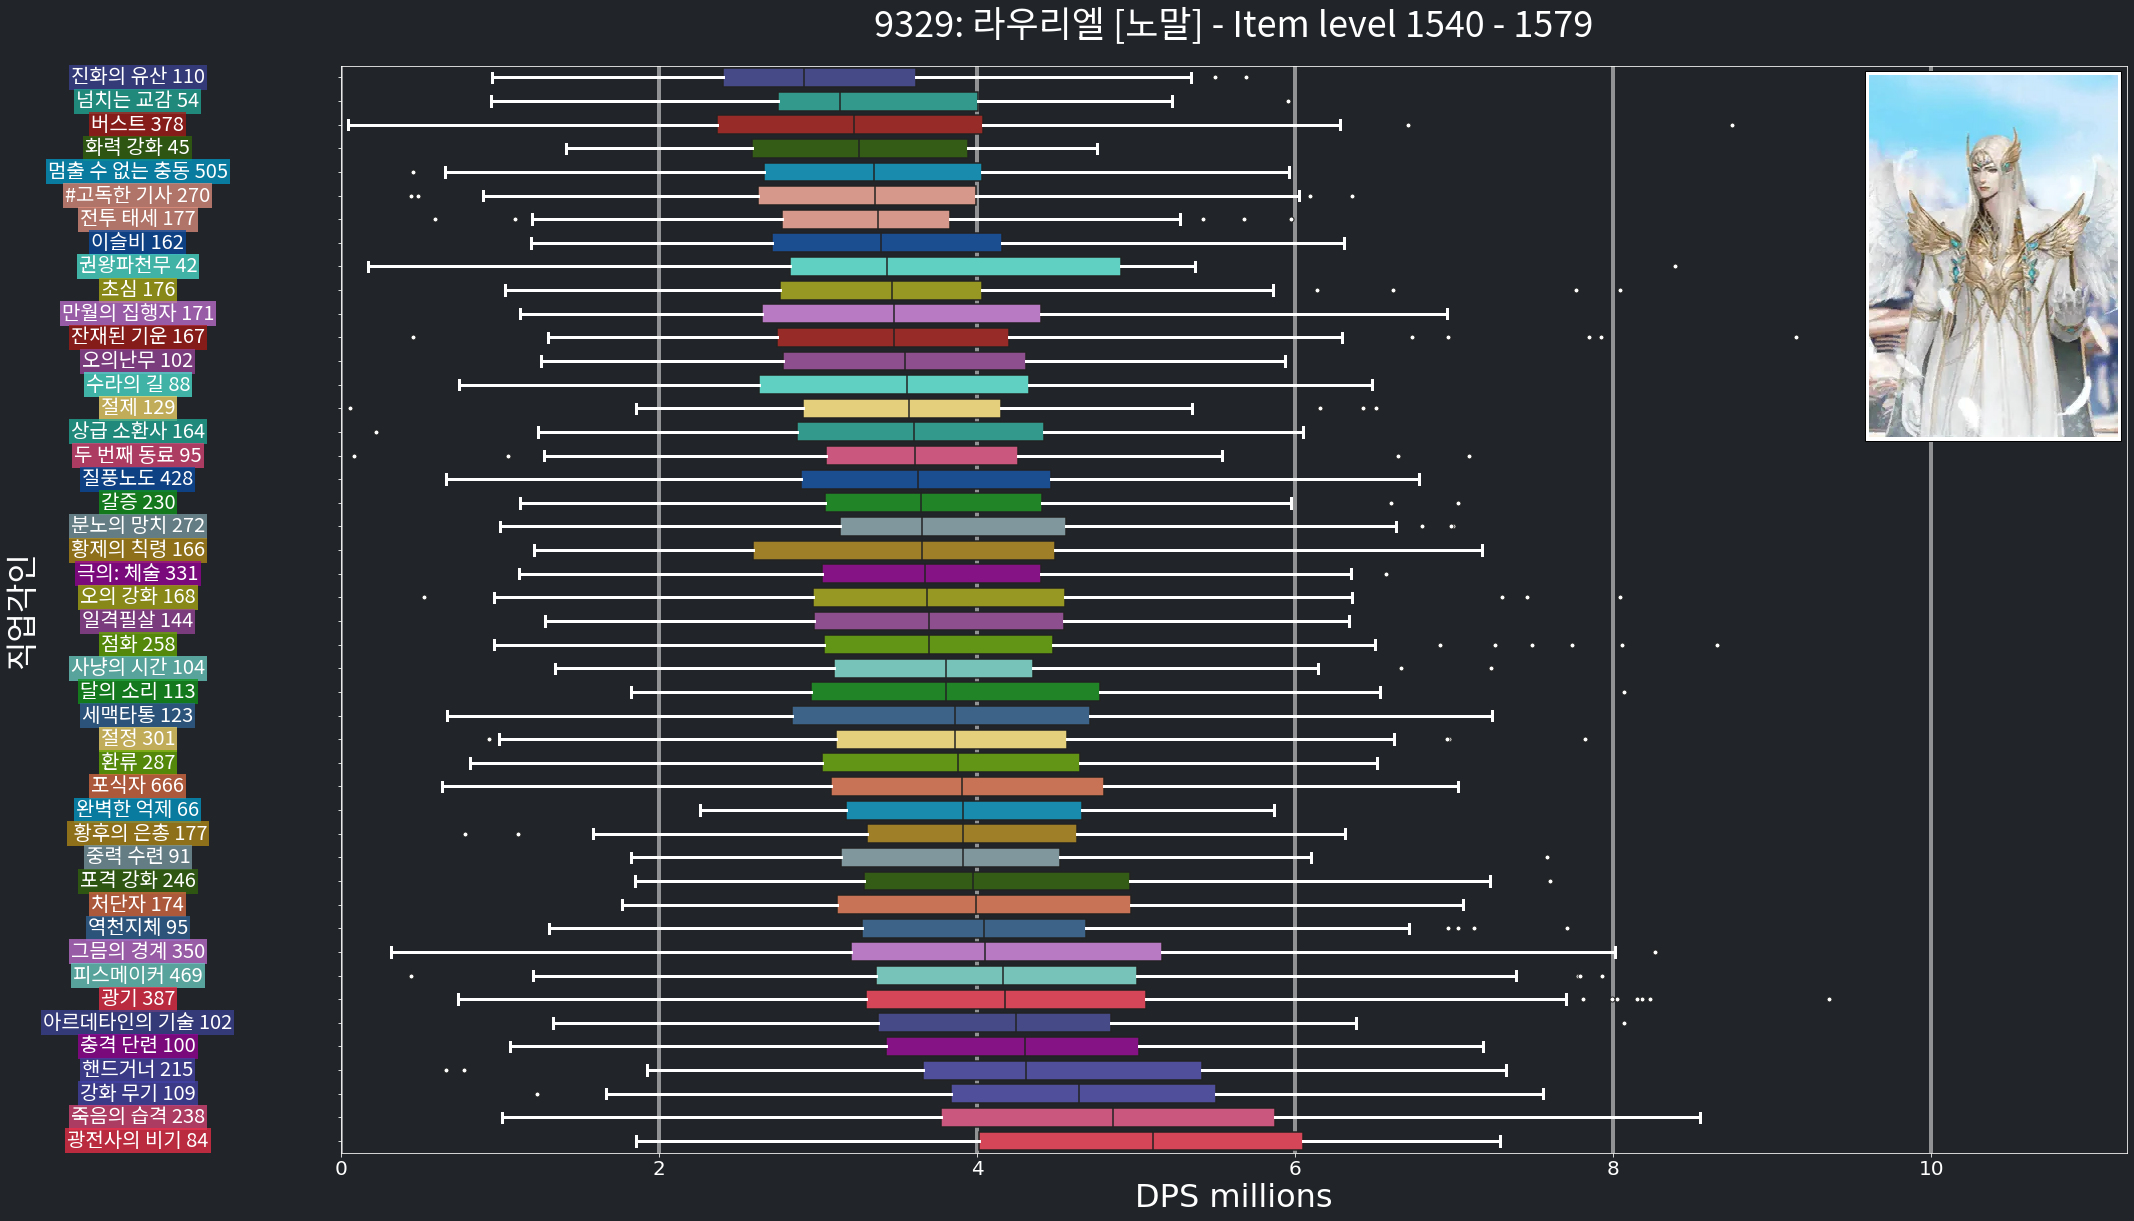 9329: 라우리엘 [노말] - Item level 1540 - 1579
진화의 유산 110
넘치는 교감 54
버스트 378
화력 강화 45
멈출 수 없는 충동 505
#고독한 기사 270
전투 태세 177
이슬비 162
권왕파천무 42
초심 176
만월의 집행자 171
잔재된 기운 167
오의난무 102
수라의 길 88
절제 129
상급 소환사 164
두 번째 동료 95
질풍노도 428
갈증 230
분노의 망치 272
황제의 칙령 166
극의: 체술 331
오의 강화 168
일격필살 144
점화 258
사냥의 시간 104
달의 소리 113
세맥타통 123
절정 301
환류 287
포식자 666
완벽한 억제 66
황후의 은총 177
중력 수련 91
포격 강화 246
처단자 174
역천지체 95
그믐의 경계 350
피스메이커 469
광기 387
아르데타인의 기술 102
충격 단련 100
핸드거너 215
강화 무기 109
죽음의 습격 238
광전사의 비기 84
직업각인
0 2 4 6 8 10
DPS millions